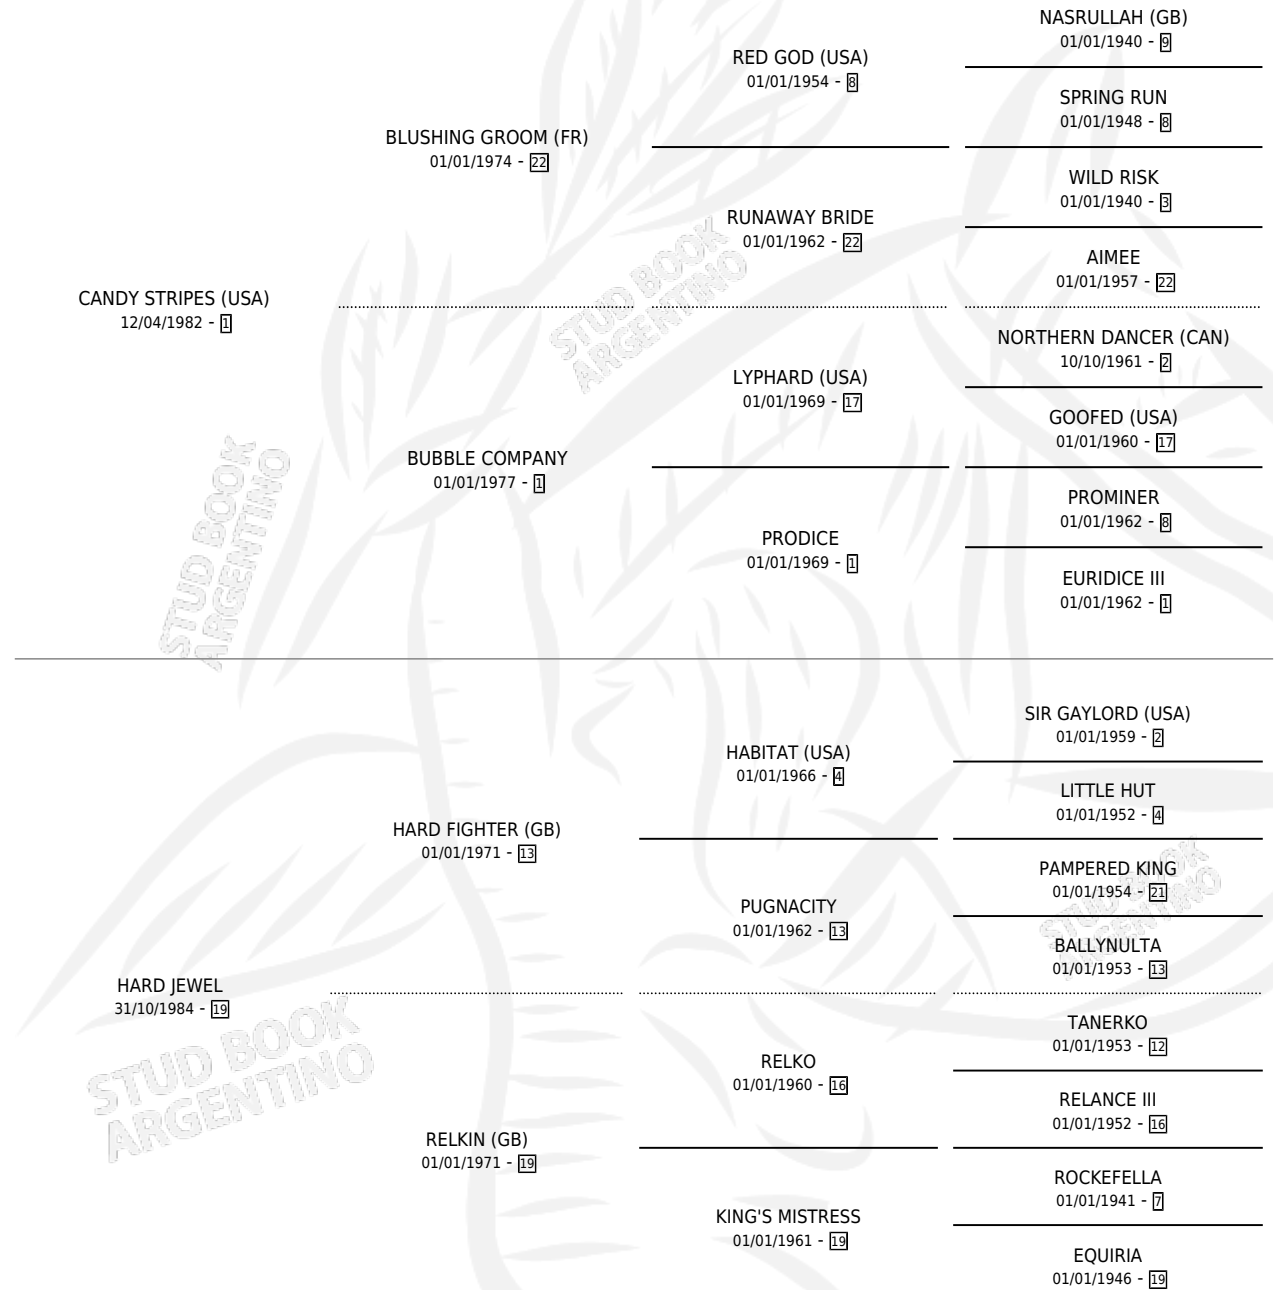 NASRULLAH (GB)
01/01/1940 - 9
RED GOD (USA)
01/01/1954 - 8
SPRING RUN
01/01/1948 - 8
BLUSHING GROOM (FR)
01/01/1974 - 22
WILD RISK
01/01/1940 - 3
RUNAWAY BRIDE
01/01/1962 - 22
AIMEE
01/01/1957 - 22
CANDY STRIPES (USA)
12/04/1982 - 1
NORTHERN DANCER (CAN)
10/10/1961 - 2
LYPHARD (USA)
01/01/1969 - 17
GOOFED (USA)
01/01/1960 - 17
BUBBLE COMPANY
01/01/1977 - 1
PROMINER
01/01/1962 - 8
PRODICE
01/01/1969 - 1
EURIDICE III
01/01/1962 - 1
SIR GAYLORD (USA)
01/01/1959 - 2
HABITAT (USA)
01/01/1966 - 4
LITTLE HUT
01/01/1952 - 4
HARD FIGHTER (GB)
01/01/1971 - 13
PAMPERED KING
01/01/1954 - 21
PUGNACITY
01/01/1962 - 13
BALLYNULTA
01/01/1953 - 13
HARD JEWEL
31/10/1984 - 19
TANERKO
01/01/1953 - 12
RELKO
01/01/1960 - 16
RELANCE III
01/01/1952 - 16
RELKIN (GB)
01/01/1971 - 19
ROCKEFELLA
01/01/1941 - 7
KING'S MISTRESS
01/01/1961 - 19
EQUIRIA
01/01/1946 - 19
STUD BOOK
ARGENTINO
STUD BOOK
ARGENTINO
STUD BOOK
ARGENTINO
STUD BOOK
ARGENTINO